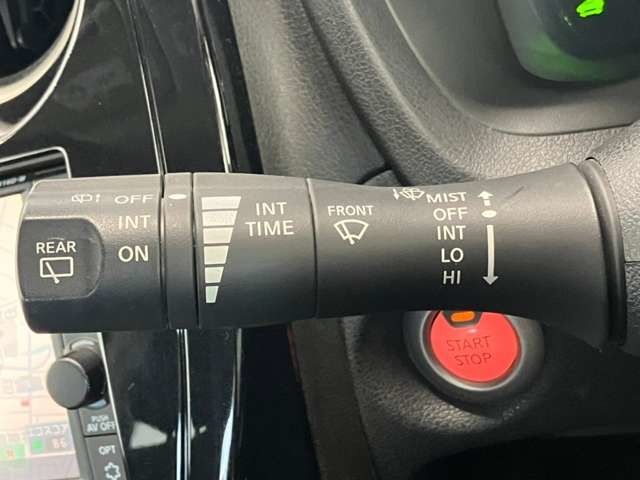 OFF
INT
ON
REAR
INT
TIME
FRONT
MIST
OFF
INT
LO
HI
START
STOP
PUSH
AV OFF
OPT